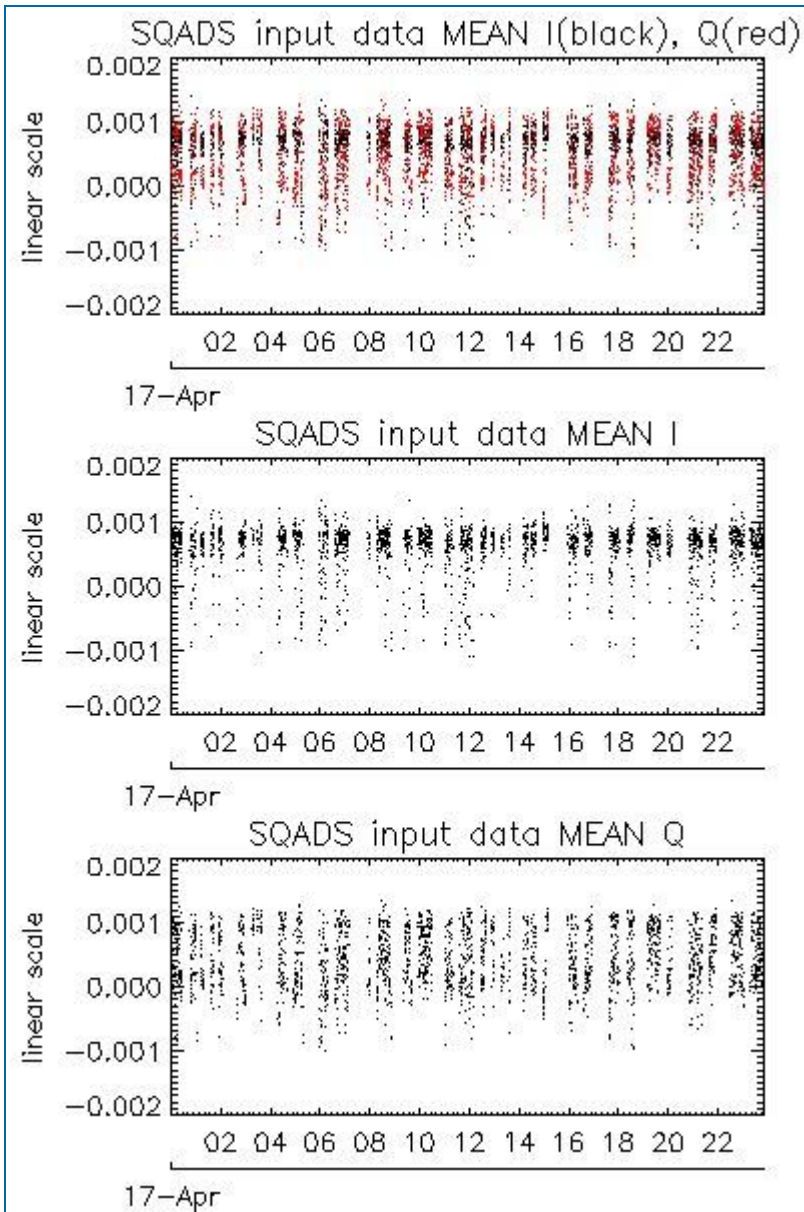 SQADS input data MEAN I(black), Q(red)
linear scale
0.002
0.001
0.000
-0.001
-0.002
02 04 06 08 10 12 14 16 18 20 22
17-Apr
SQADS input data MEAN I
linear scale
0.002
0.001
0.000
-0.001
-0.002
02 04 06 08 10 12 14 16 18 20 22
17-Apr
SQADS input data MEAN Q
linear scale
0.002
0.001
0.000
-0.001
-0.002
02 04 06 08 10 12 14 16 18 20 22
17-Apr